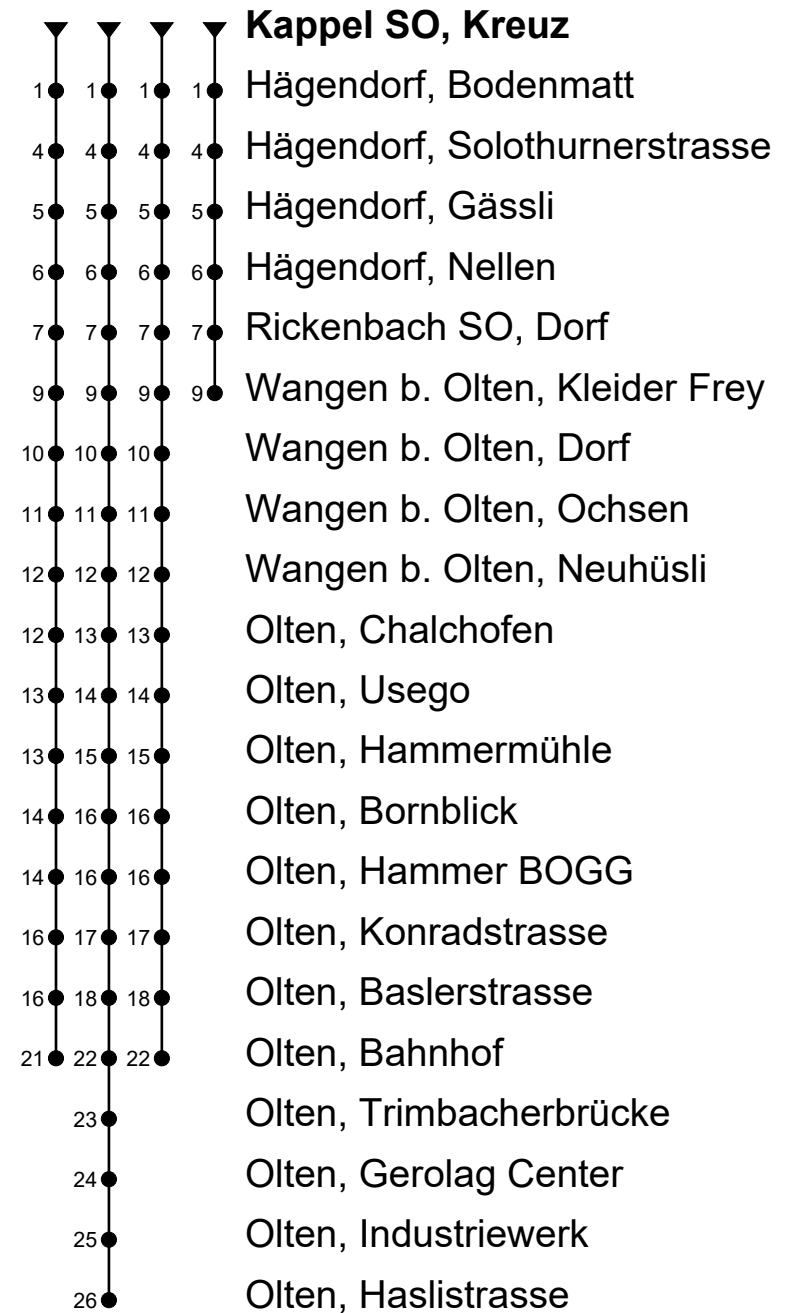 Kappel SO, Kreuz
1 1 1 1 Hägendorf, Bodenmatt
4 4 4 4 Hägendorf, Solothurnerstrasse
5 5 5 5 Hägendorf, Gässli
6 6 6 6 Hägendorf, Nellen
7 7 7 7 Rickenbach SO, Dorf
9 9 9 9 Wangen b. Olten, Kleider Frey
10 10 10 Wangen b. Olten, Dorf
11 11 11 Wangen b. Olten, Ochsen
12 12 12 Wangen b. Olten, Neuhüsli
12 13 13 Olten, Chalchofen
13 14 14 Olten, Usego
13 15 15 Olten, Hammermühle
14 16 16 Olten, Bornblick
14 16 16 Olten, Hammer BOGG
16 17 17 Olten, Konradstrasse
16 18 18 Olten, Baslerstrasse
21 22 22 Olten, Bahnhof
23 Olten, Trimbacherbrücke
24 Olten, Gerolag Center
25 Olten, Industriewerk
26 Olten, Haslistrasse